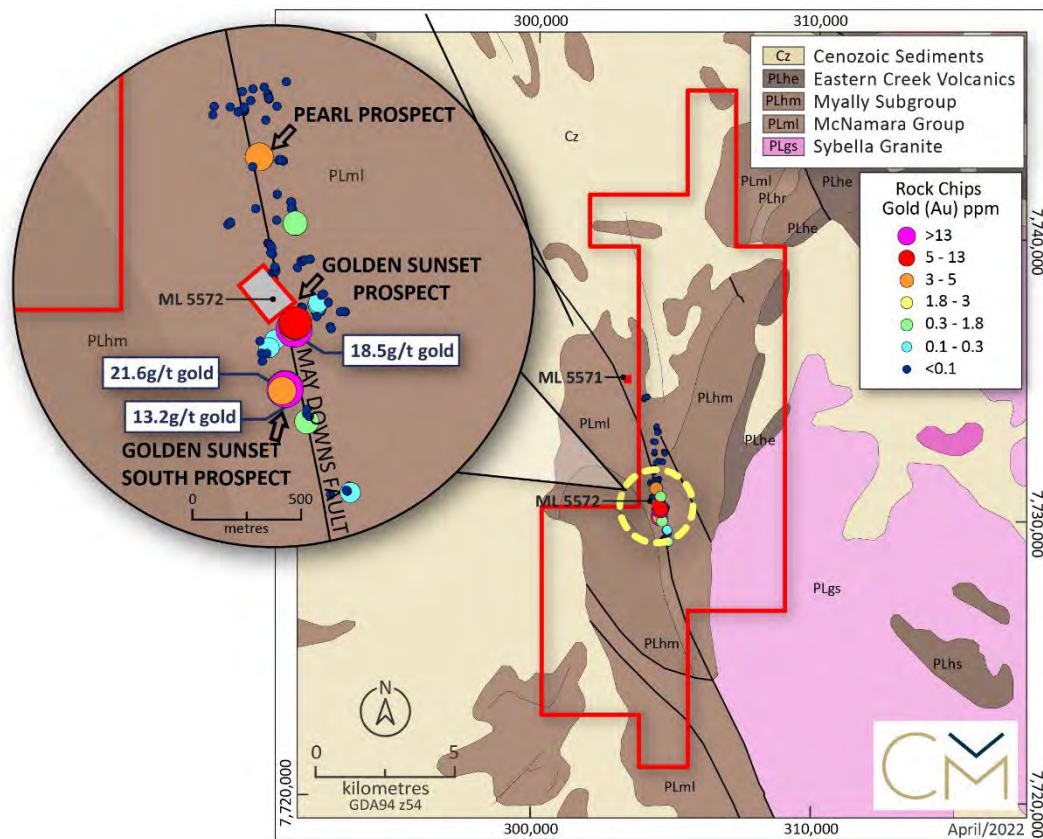 300,000
310,000
Cz
Cenozoic Sediments
PLhe
Eastern Creek Volcanics
PLhm
Myally Subgroup
PLml
McNamara Group
PLgs
Sybella Granite
Rock Chips
Gold (Au) ppm
>13
5 - 13
3 - 5
1.8 - 3
0.3 - 1.8
0.1 - 0.3
<0.1
PEARL PROSPECT
PLml
GOLDEN SUNSET
PROSPECT
ML 5572
PLhm
18.5g/t gold
21.6g/t gold
13.2g/t gold
GOLDEN SUNSET
SOUTH PROSPECT
MAY DOWNS FAULT
0
500
metres
Cz
PLml
PLhr
PLhe
PLhe
7,740,000
ML 5571
PLhm
PLml
PLhe
ML 5572
7,730,000
PLgs
PLhm
PLhs
N
0
5
kilometres
GDA94 z54
PLml
7,720,000
7,720,000
CM
300,000
310,000
April/2022